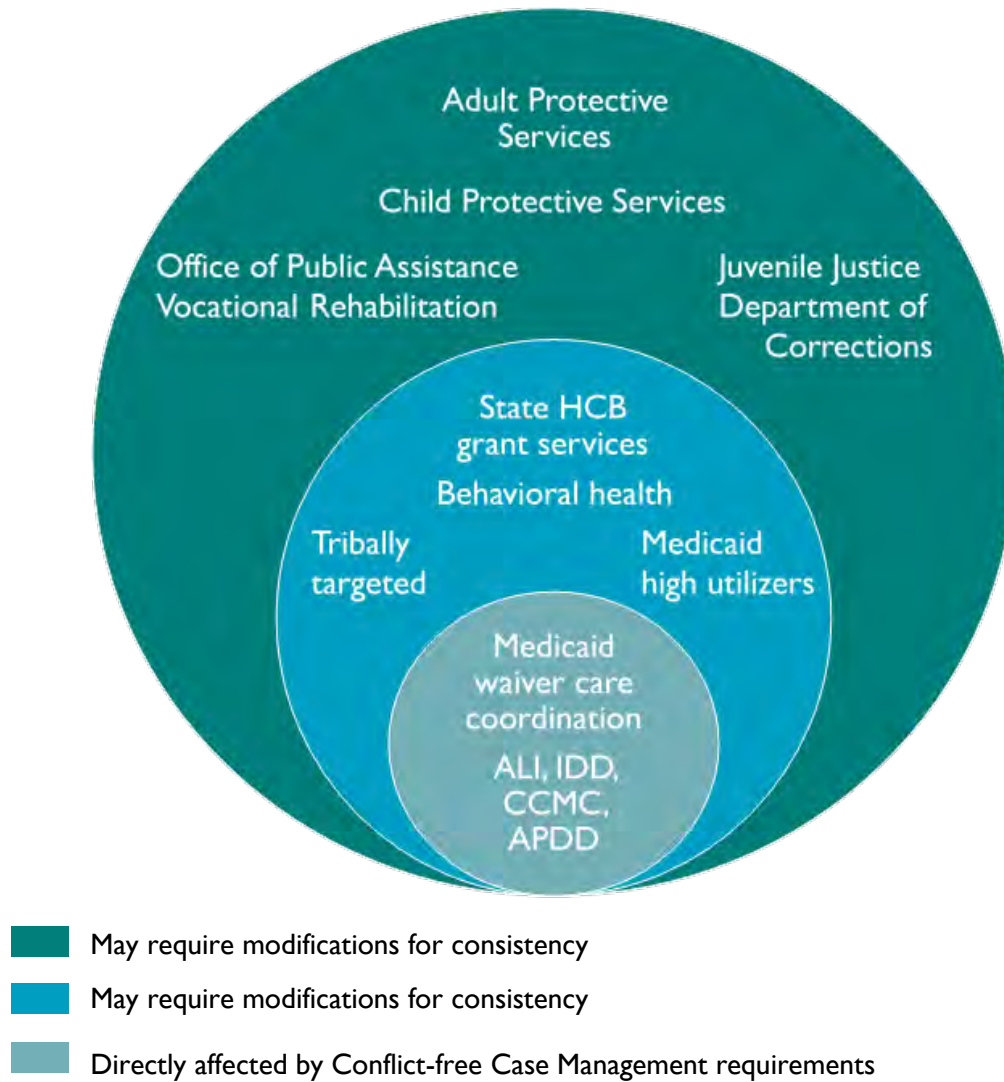 Adult Protective
Services
Child Protective Services
Office of Public Assistance
Vocational Rehabilitation
Juvenile Justice
Department of
Corrections
State HCB
grant services
Behavioral health
Tribally
targeted
Medicaid
high utilizers
Medicaid
waiver care
coordination
ALI, IDD,
CCMC,
APDD
May require modifications for consistency
May require modifications for consistency
Directly affected by Conflict-free Case Management requirements